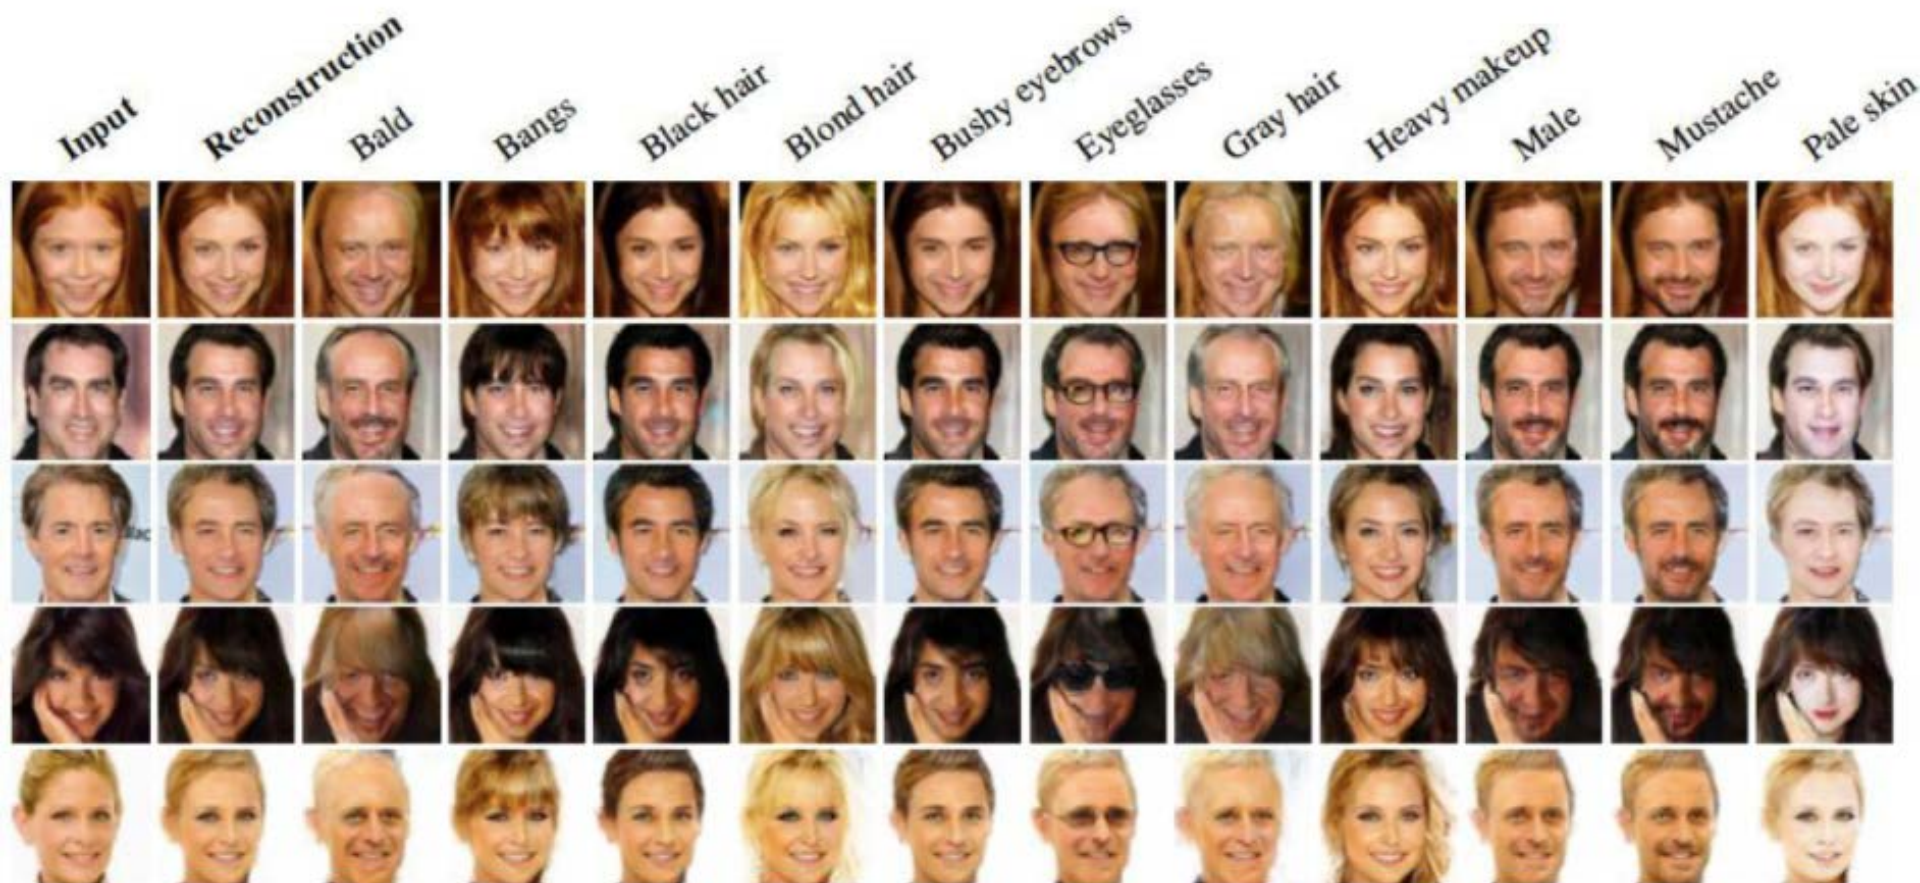 Input
Reconstruction
Bald
Bangs
Black hair
Blond hair
Bushy eyebrows
Eyeglasses
Gray hair
Heavy makeup
Male
Mustache
Pale skin